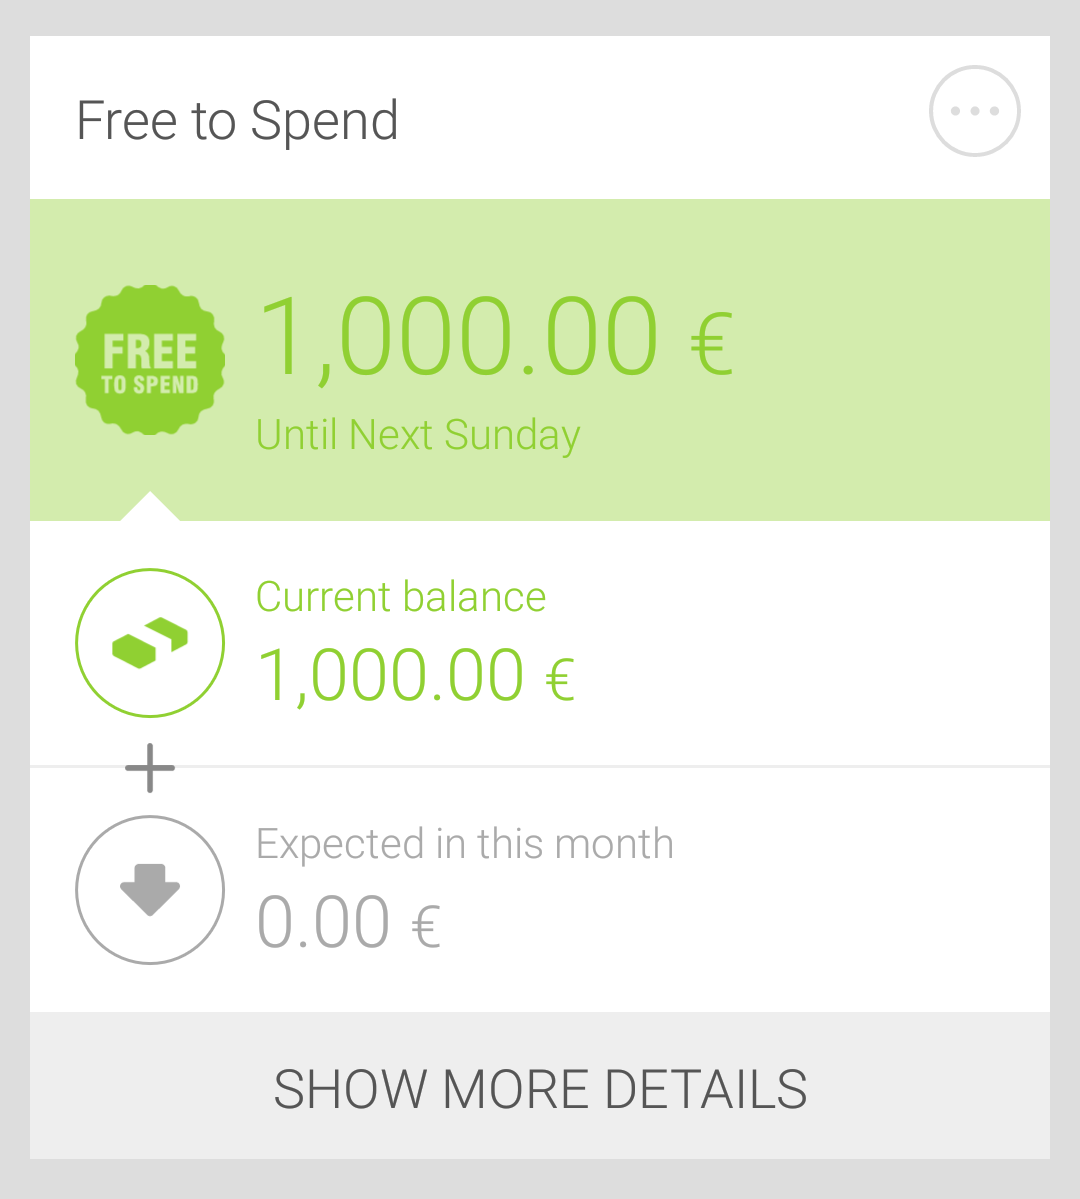 Free to Spend
FREE
TO SPEND
1,000.00 €
Until Next Sunday
Current balance
1,000.00 €
Expected in this month
0.00 €
SHOW MORE DETAILS